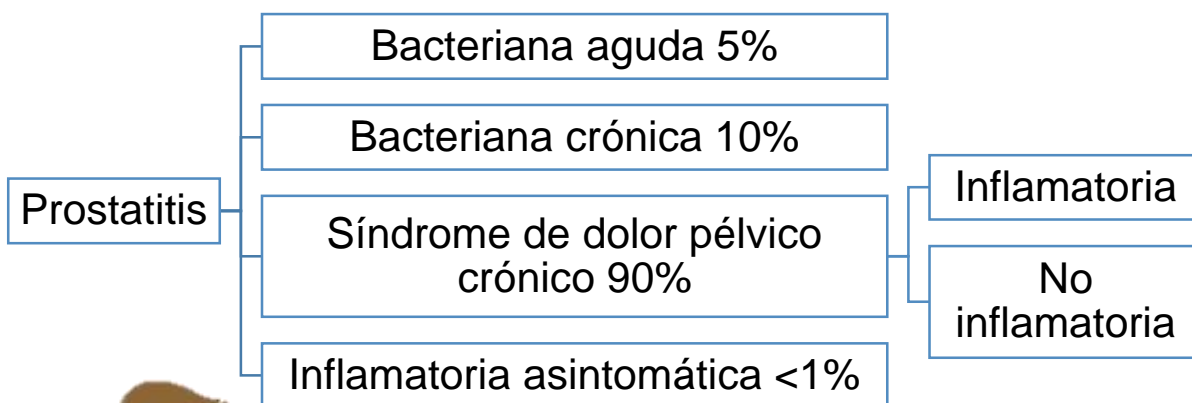 Prostatitis
Bacteriana aguda 5%
Bacteriana crónica 10%
Síndrome de dolor pélvico
crónico 90%
Inflamatoria
No
inflamatoria
Inflamatoria asintomática <1%